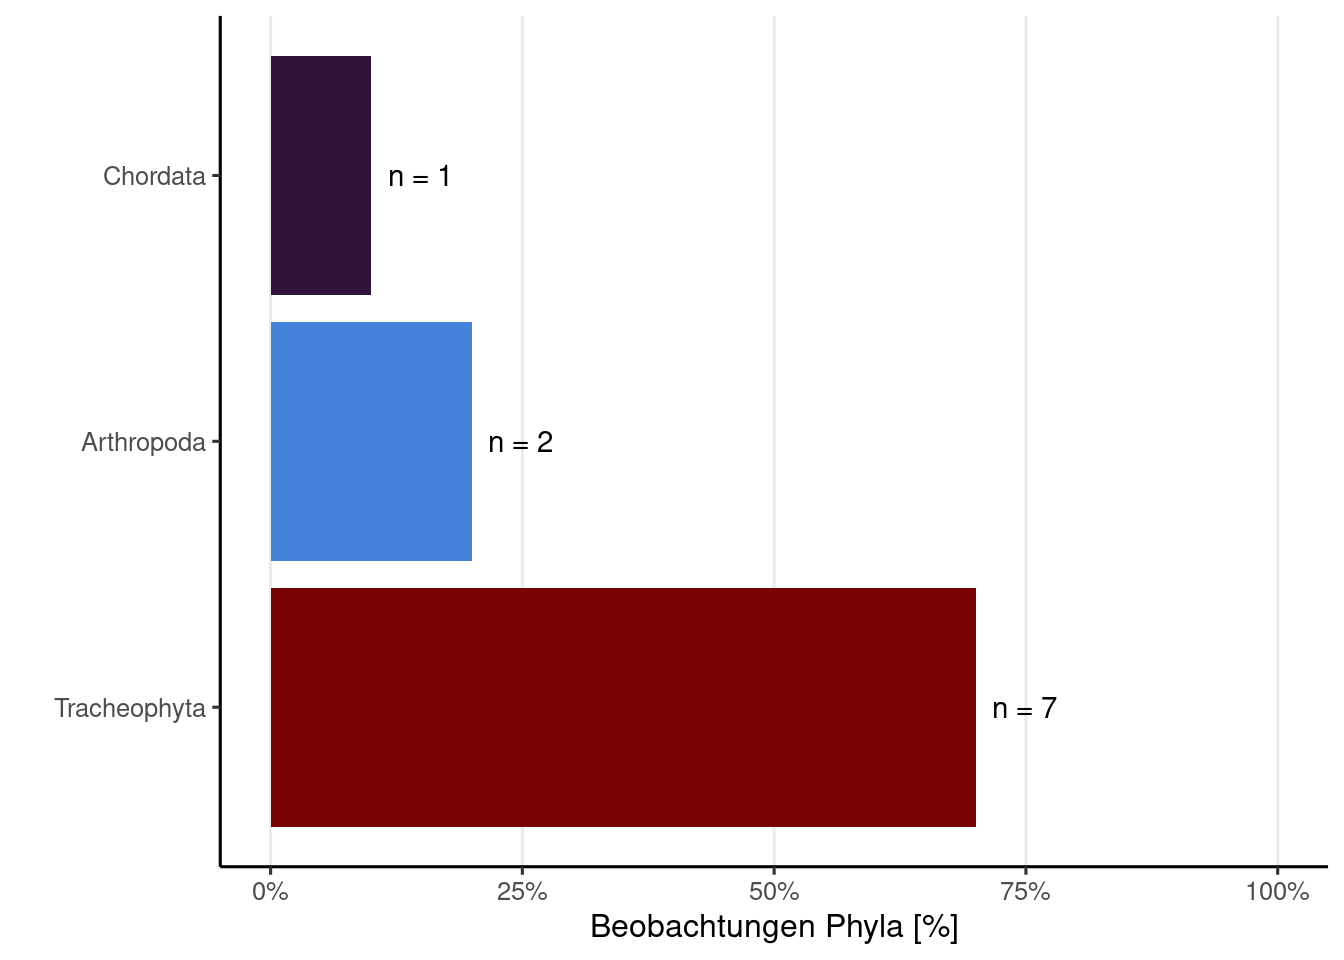 Chordata
n = 1
Arthropoda
n = 2
Tracheophyta
n = 7
0% 25% 50% 75% 100%
Beobachtungen Phyla [%]